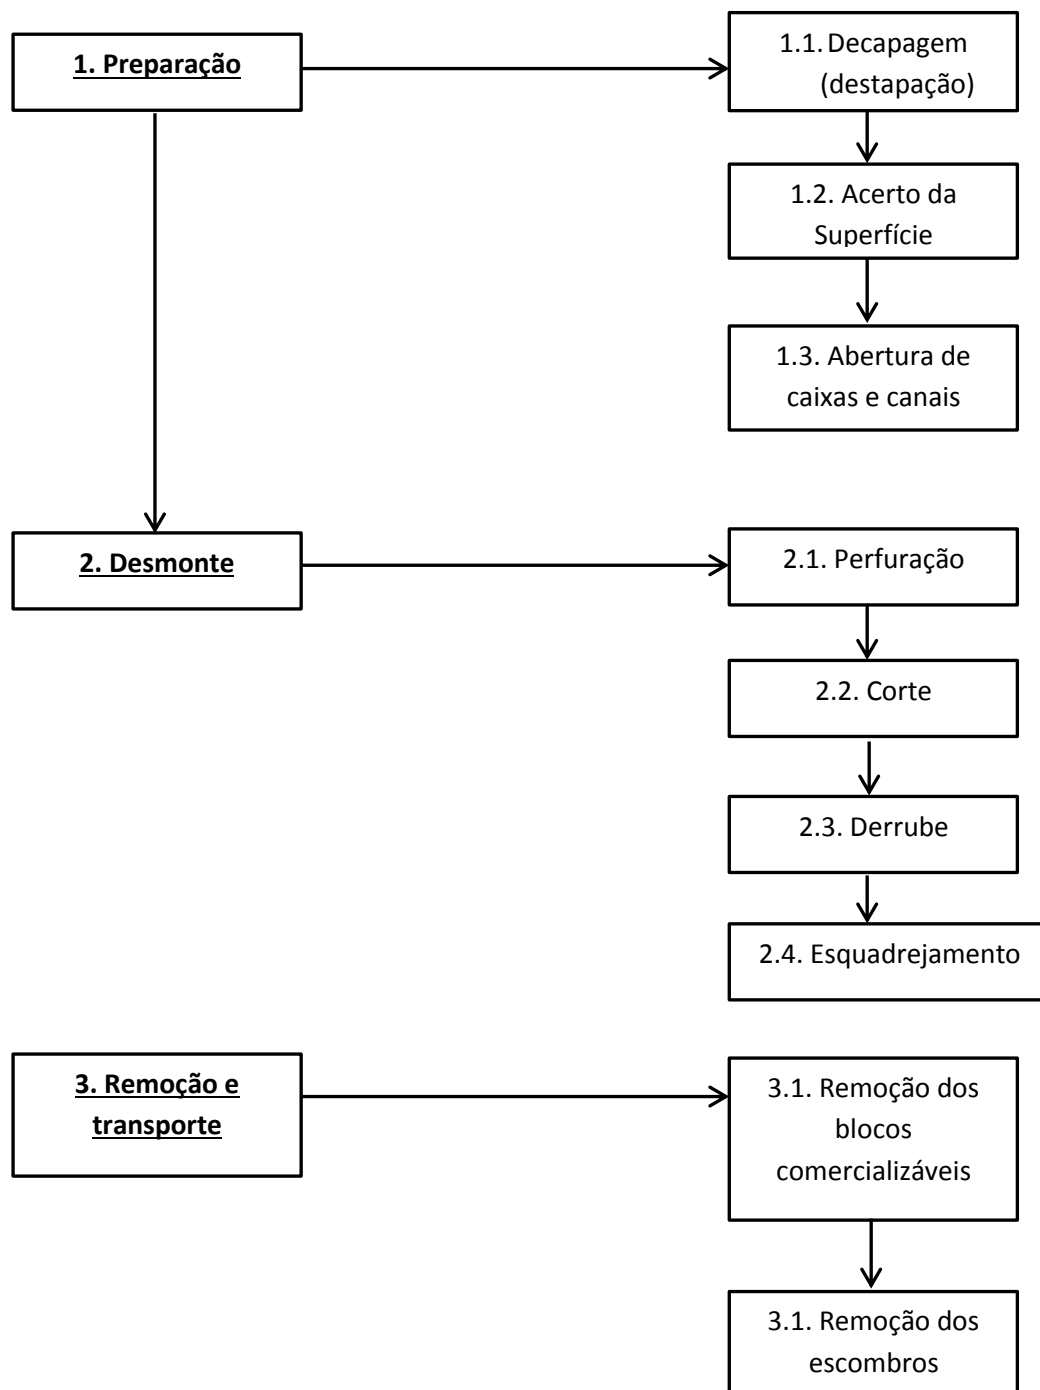 1. Preparação
1.1. Decapagem
(destapação)
1.2. Acerto da
Superfície
1.3. Abertura de
caixas e canais
2. Desmonte
2.1. Perfuração
2.2. Corte
2.3. Derrube
2.4. Esquadrejamento
3. Remoção e
transporte
3.1. Remoção dos
blocos
comercializáveis
3.1. Remoção dos
escombros